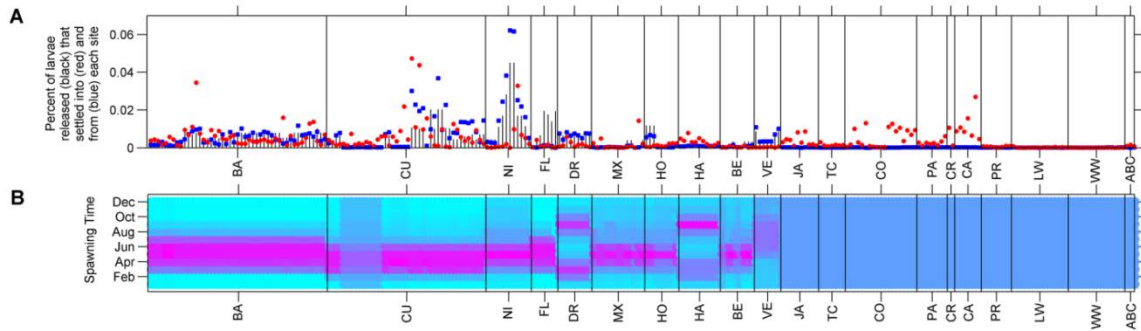 A
Percent of larvae
released (black) that
settled into (red) and
from (blue) each site
0.06
0.04
0.02
0
BA
CU
NI
FL
DR
MX
HO
HA
BE
VE
JA
TC
CO
PA
CR
CA
PR
LW
WW
ABC
B
Spawning Time
Dec
Oct
Aug
Jun
Apr
Feb
BA
CU
NI
FL
DR
MX
HO
HA
BE
VE
JA
TC
CO
PA
CR
CA
PR
LW
WW
ABC